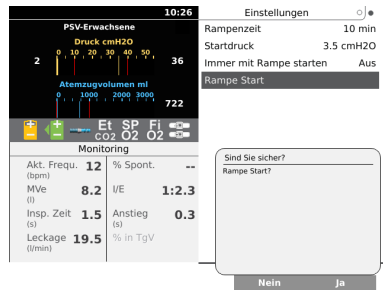 10:26
PSV-Erwachsene
Druck cmH2O
0 10 20 30 40 50
2 36
Atemzugvolumen ml
0 1000 2000 3000
722
Et CO2 SP O2 Fi O2
Monitoring
Akt. Frequ. (bpm) 12 % Spont. --
MVe (l) 8.2 I/E 1:2.3
Insp. Zeit (s) 1.5 Anstieg (s) 0.3
Leckage (l/min) 19.5 % in TgV
Einstellungen
Rampenzeit 10 min
Startdruck 3.5 cmH2O
Immer mit Rampe starten Aus
Rampe Start
Sind Sie sicher?
Rampe Start?
Nein Ja